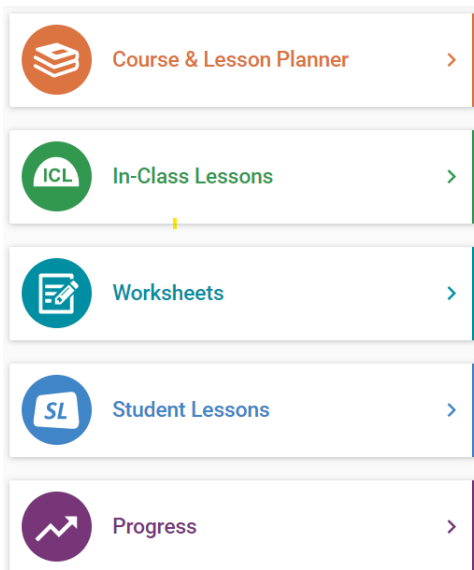 Course & Lesson Planner
ICL
In-Class Lessons
Worksheets
SL
Student Lessons
Progress